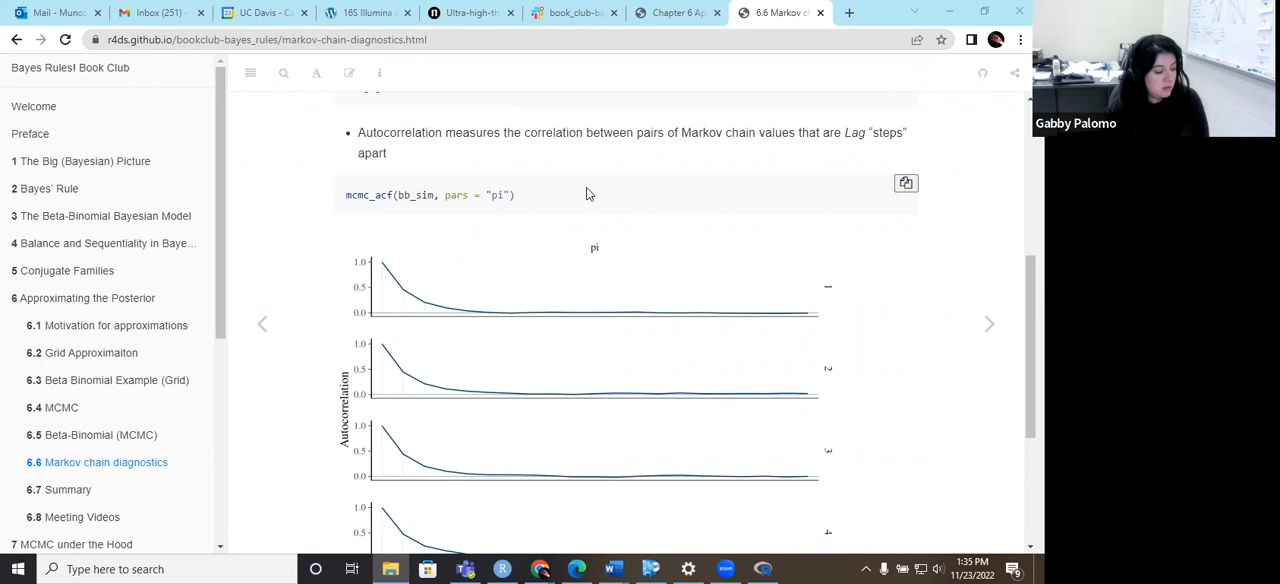 Mail - Munoz
Inbox (251) -
UC Davis - Ca
16S Illumina
Ultra-high-th
book_club-ba
Chapter 6 Ap
6.6 Markov ch
r4ds.github.io/bookclub-bayes_rules/markov-chain-diagnostics.html
Bayes Rules! Book Club
Welcome
Preface
1 The Big (Bayesian) Picture
2 Bayes' Rule
3 The Beta-Binomial Bayesian Model
4 Balance and Sequentiality in Baye...
5 Conjugate Families
6 Approximating the Posterior
6.1 Motivation for approximations
6.2 Grid Approximaiton
6.3 Beta Binomial Example (Grid)
6.4 MCMC
6.5 Beta-Binomial (MCMC)
6.6 Markov chain diagnostics
6.7 Summary
6.8 Meeting Videos
7 MCMC under the Hood
• Autocorrelation measures the correlation between pairs of Markov chain values that are Lag "steps"
apart
mcmc_acf(bb_sim, pars = "pi")
pi
1.0
0.5
0.0
1
1.0
0.5
0.0
2
1.0
0.5
0.0
3
1.0
0.5
4
Autocorrelation
Gabby Palomo
Type here to search
1:35 PM
11/23/2022
9